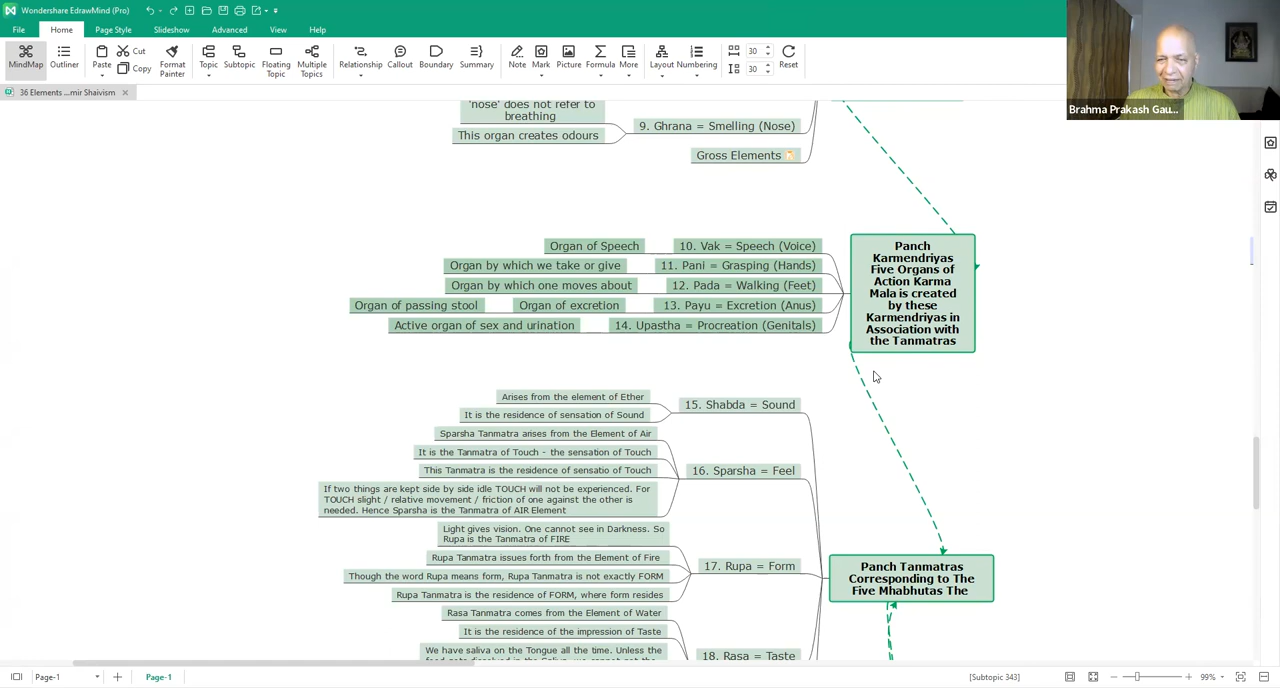 Wondershare EdrawMind (Pro)
File
Home
Page Style
Slideshow
Advanced
View
Help
MindMap
Outliner
Paste
Cut
Copy
Format
Painter
Topic
Subtopic
Floating
Topic
Multiple
Topics
Relationship
Callout
Boundary
Summary
Note
Mark
Picture
Formula
More
Layout
Numbering
30
30
Reset
36 Elements ...mir Shaivism
Brahma Prakash Gau...
'nose' does not refer to
breathing
This organ creates odours
9. Ghrana = Smelling (Nose)
Gross Elements
Organ of Speech
10. Vak = Speech (Voice)
Organ by which we take or give
11. Pani = Grasping (Hands)
Organ by which one moves about
12. Pada = Walking (Feet)
Organ of passing stool
Organ of excretion
13. Payu = Excretion (Anus)
Active organ of sex and urination
14. Upastha = Procreation (Genitals)
Panch
Karmendriyas
Five Organs of
Action Karma
Mala is created
by these
Karmendriyas in
Association with
the Tanmatras
Arises from the element of Ether
It is the residence of sensation of Sound
15. Shabda = Sound
Sparsha Tanmatra arises from the Element of Air
It is the Tanmatra of Touch - the sensation of Touch
This Tanmatra is the residence of sensatio of Touch
If two things are kept side by side idle TOUCH will not be experienced. For
TOUCH slight / relative movement / friction of one against the other is
needed. Hence Sparsha is the Tanmatra of AIR Element
16. Sparsha = Feel
Light gives vision. One cannot see in Darkness. So
Rupa is the Tanmatra of FIRE
Rupa Tanmatra issues forth from the Element of Fire
Though the word Rupa means form, Rupa Tanmatra is not exactly FORM
Rupa Tanmatra is the residence of FORM, where form resides
17. Rupa = Form
Panch Tanmatras
Corresponding to The
Five Mhabhutas The
Rasa Tanmatra comes from the Element of Water
It is the residence of the impression of Taste
We have saliva on the Tongue all the time. Unless the
18. Rasa = Taste
Page-1
Page-1
[Subtopic 343]
99%